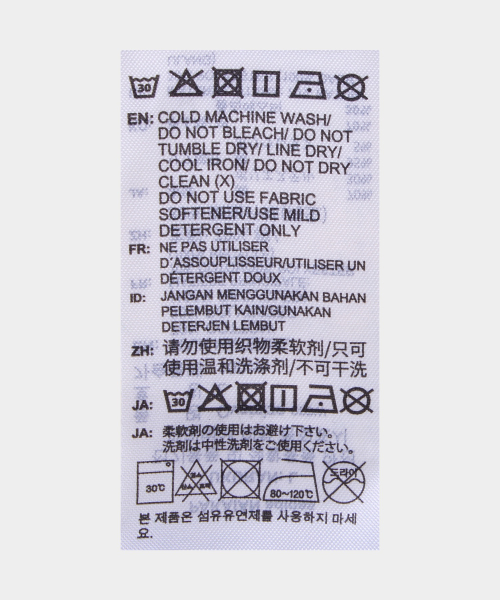 30
EN: COLD MACHINE WASH/
DO NOT BLEACH/ DO NOT
TUMBLE DRY/ LINE DRY/
COOL IRON/ DO NOT DRY
CLEAN (X)
DO NOT USE FABRIC
SOFTENER/USE MILD
DETERGENT ONLY
FR: NE PAS UTILISER
D´ASSOUPLISSEUR/UTILISER UN
DÉTERGENT DOUX
ID: JANGAN MENGGUNAKAN BAHAN
PELEMBUT KAIN/GUNAKAN
DETERJEN LEMBUT
ZH: 请勿使用织物柔软剂/只可
使用温和洗涤剂/不可干洗
JA: 30
JA: 柔軟剤の使用はお避け下さい。
洗剤は中性洗剤をご使用ください。
30℃ 80~120℃ 드라이
본 제품은 섬유유연제를 사용하지 마세
요.